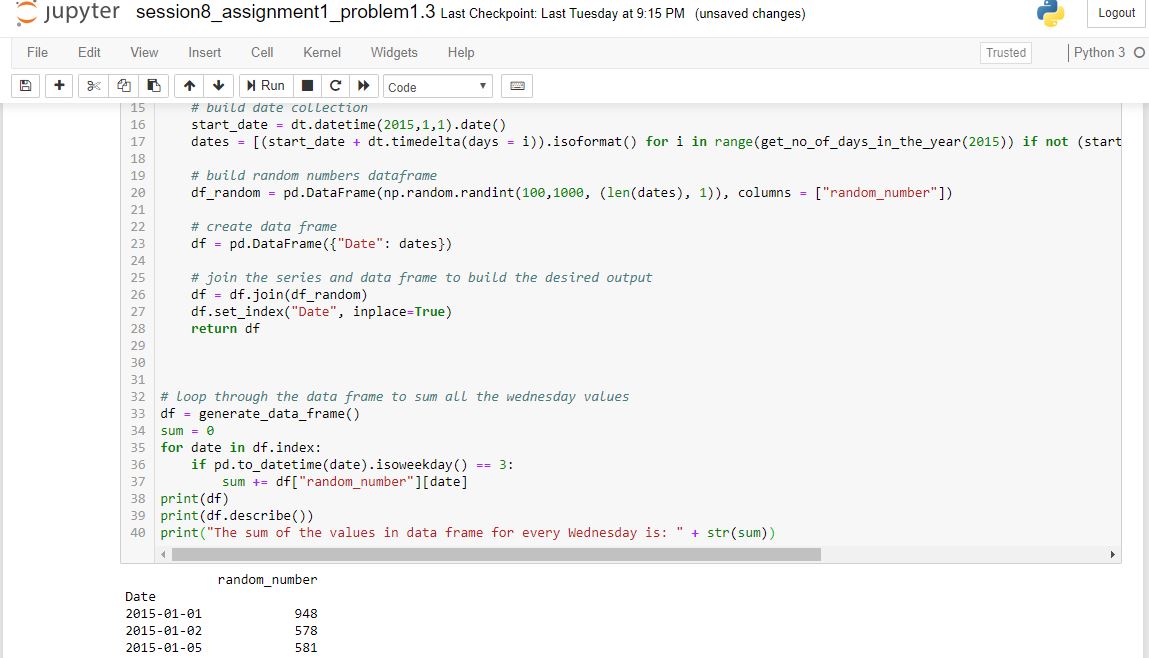 jupyter session8_assignment1_problem1.3 Last Checkpoint: Last Tuesday at 9:15 PM (unsaved changes) Logout
File Edit View Insert Cell Kernel Widgets Help Trusted Python 3
Run Code
15 # build date collection
16 start_date = dt.datetime(2015,1,1).date()
17 dates = [(start_date + dt.timedelta(days = i)).isoformat() for i in range(get_no_of_days_in_the_year(2015)) if not (start
18
19 # build random numbers dataframe
20 df_random = pd.DataFrame(np.random.randint(100,1000, (len(dates), 1)), columns = ["random_number"])
21
22 # create data frame
23 df = pd.DataFrame({"Date": dates})
24
25 # join the series and data frame to build the desired output
26 df = df.join(df_random)
27 df.set_index("Date", inplace=True)
28 return df
29
30
31
32 # loop through the data frame to sum all the wednesday values
33 df = generate_data_frame()
34 sum = 0
35 for date in df.index:
36 if pd.to_datetime(date).isoweekday() == 3:
37 sum += df["random_number"][date]
38 print(df)
39 print(df.describe())
40 print("The sum of the values in data frame for every Wednesday is: " + str(sum))
random_number
Date
2015-01-01 948
2015-01-02 578
2015-01-05 581